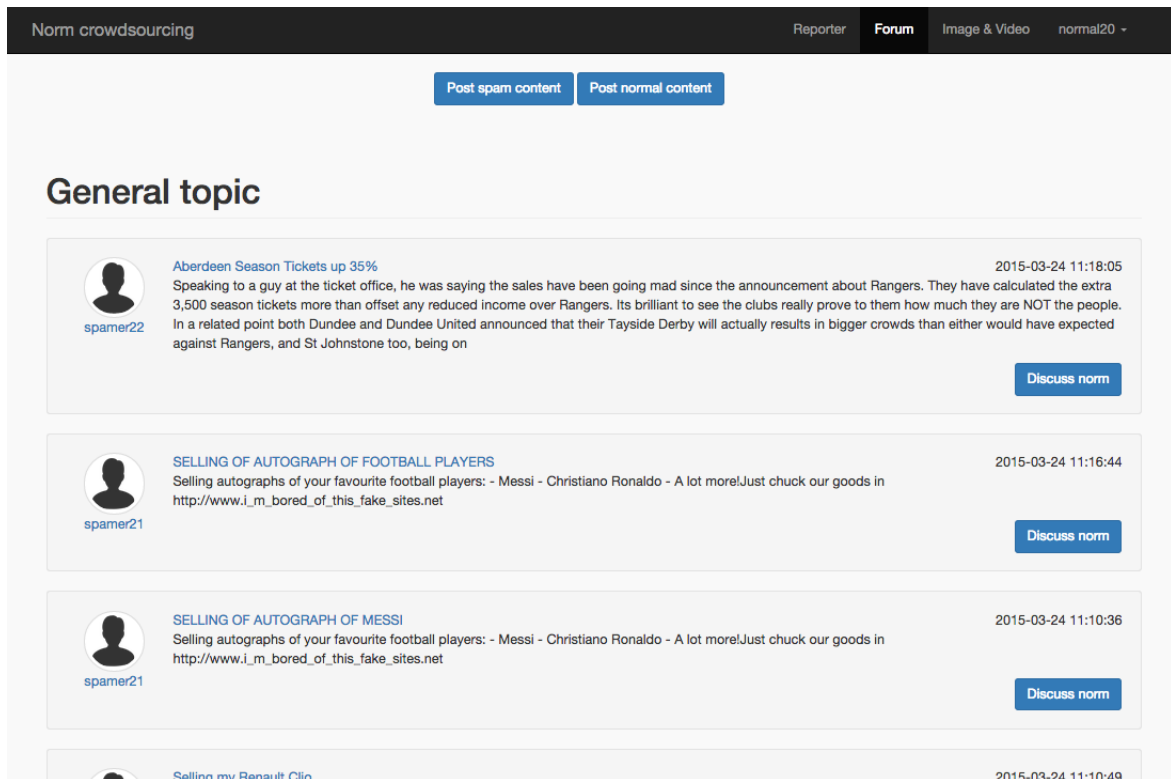 Norm crowdsourcing Reporter Forum Image & Video normal20
Post spam content Post normal content
General topic
Aberdeen Season Tickets up 35% 2015-03-24 11:18:05
Speaking to a guy at the ticket office, he was saying the sales have been going mad since the announcement about Rangers. They have calculated the extra
3,500 season tickets more than offset any reduced income over Rangers. Its brilliant to see the clubs really prove to them how much they are NOT the people.
spamer22 In a related point both Dundee and Dundee United announced that their Tayside Derby will actually results in bigger crowds than either would have expected
against Rangers, and St Johnstone too, being on
Discuss norm
SELLING OF AUTOGRAPH OF FOOTBALL PLAYERS 2015-03-24 11:16:44
Selling autographs of your favourite football players: - Messi - Christiano Ronaldo - A lot more!Just chuck our goods in
http://www.i_m_bored_of_this_fake_sites.net
spamer21
Discuss norm
SELLING OF AUTOGRAPH OF MESSI 2015-03-24 11:10:36
Selling autographs of your favourite football players: - Messi - Christiano Ronaldo - A lot more!Just chuck our goods in
http://www.i_m_bored_of_this_fake_sites.net
spamer21
Discuss norm
Selling my Renault Clio 2015-03-24 11:10:49